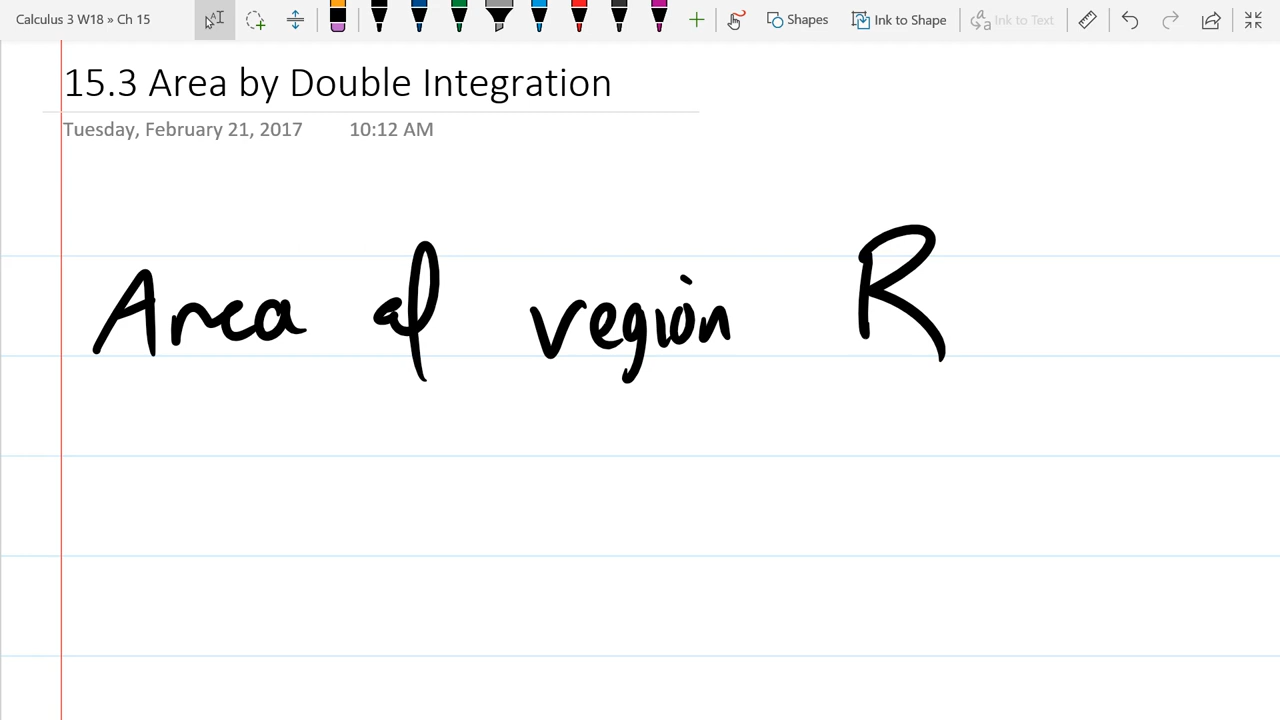 Calculus 3 W18 » Ch 15
Shapes
Ink to Shape
Ink to Text
15.3 Area by Double Integration
Tuesday, February 21, 2017 10:12 AM
Area of region R